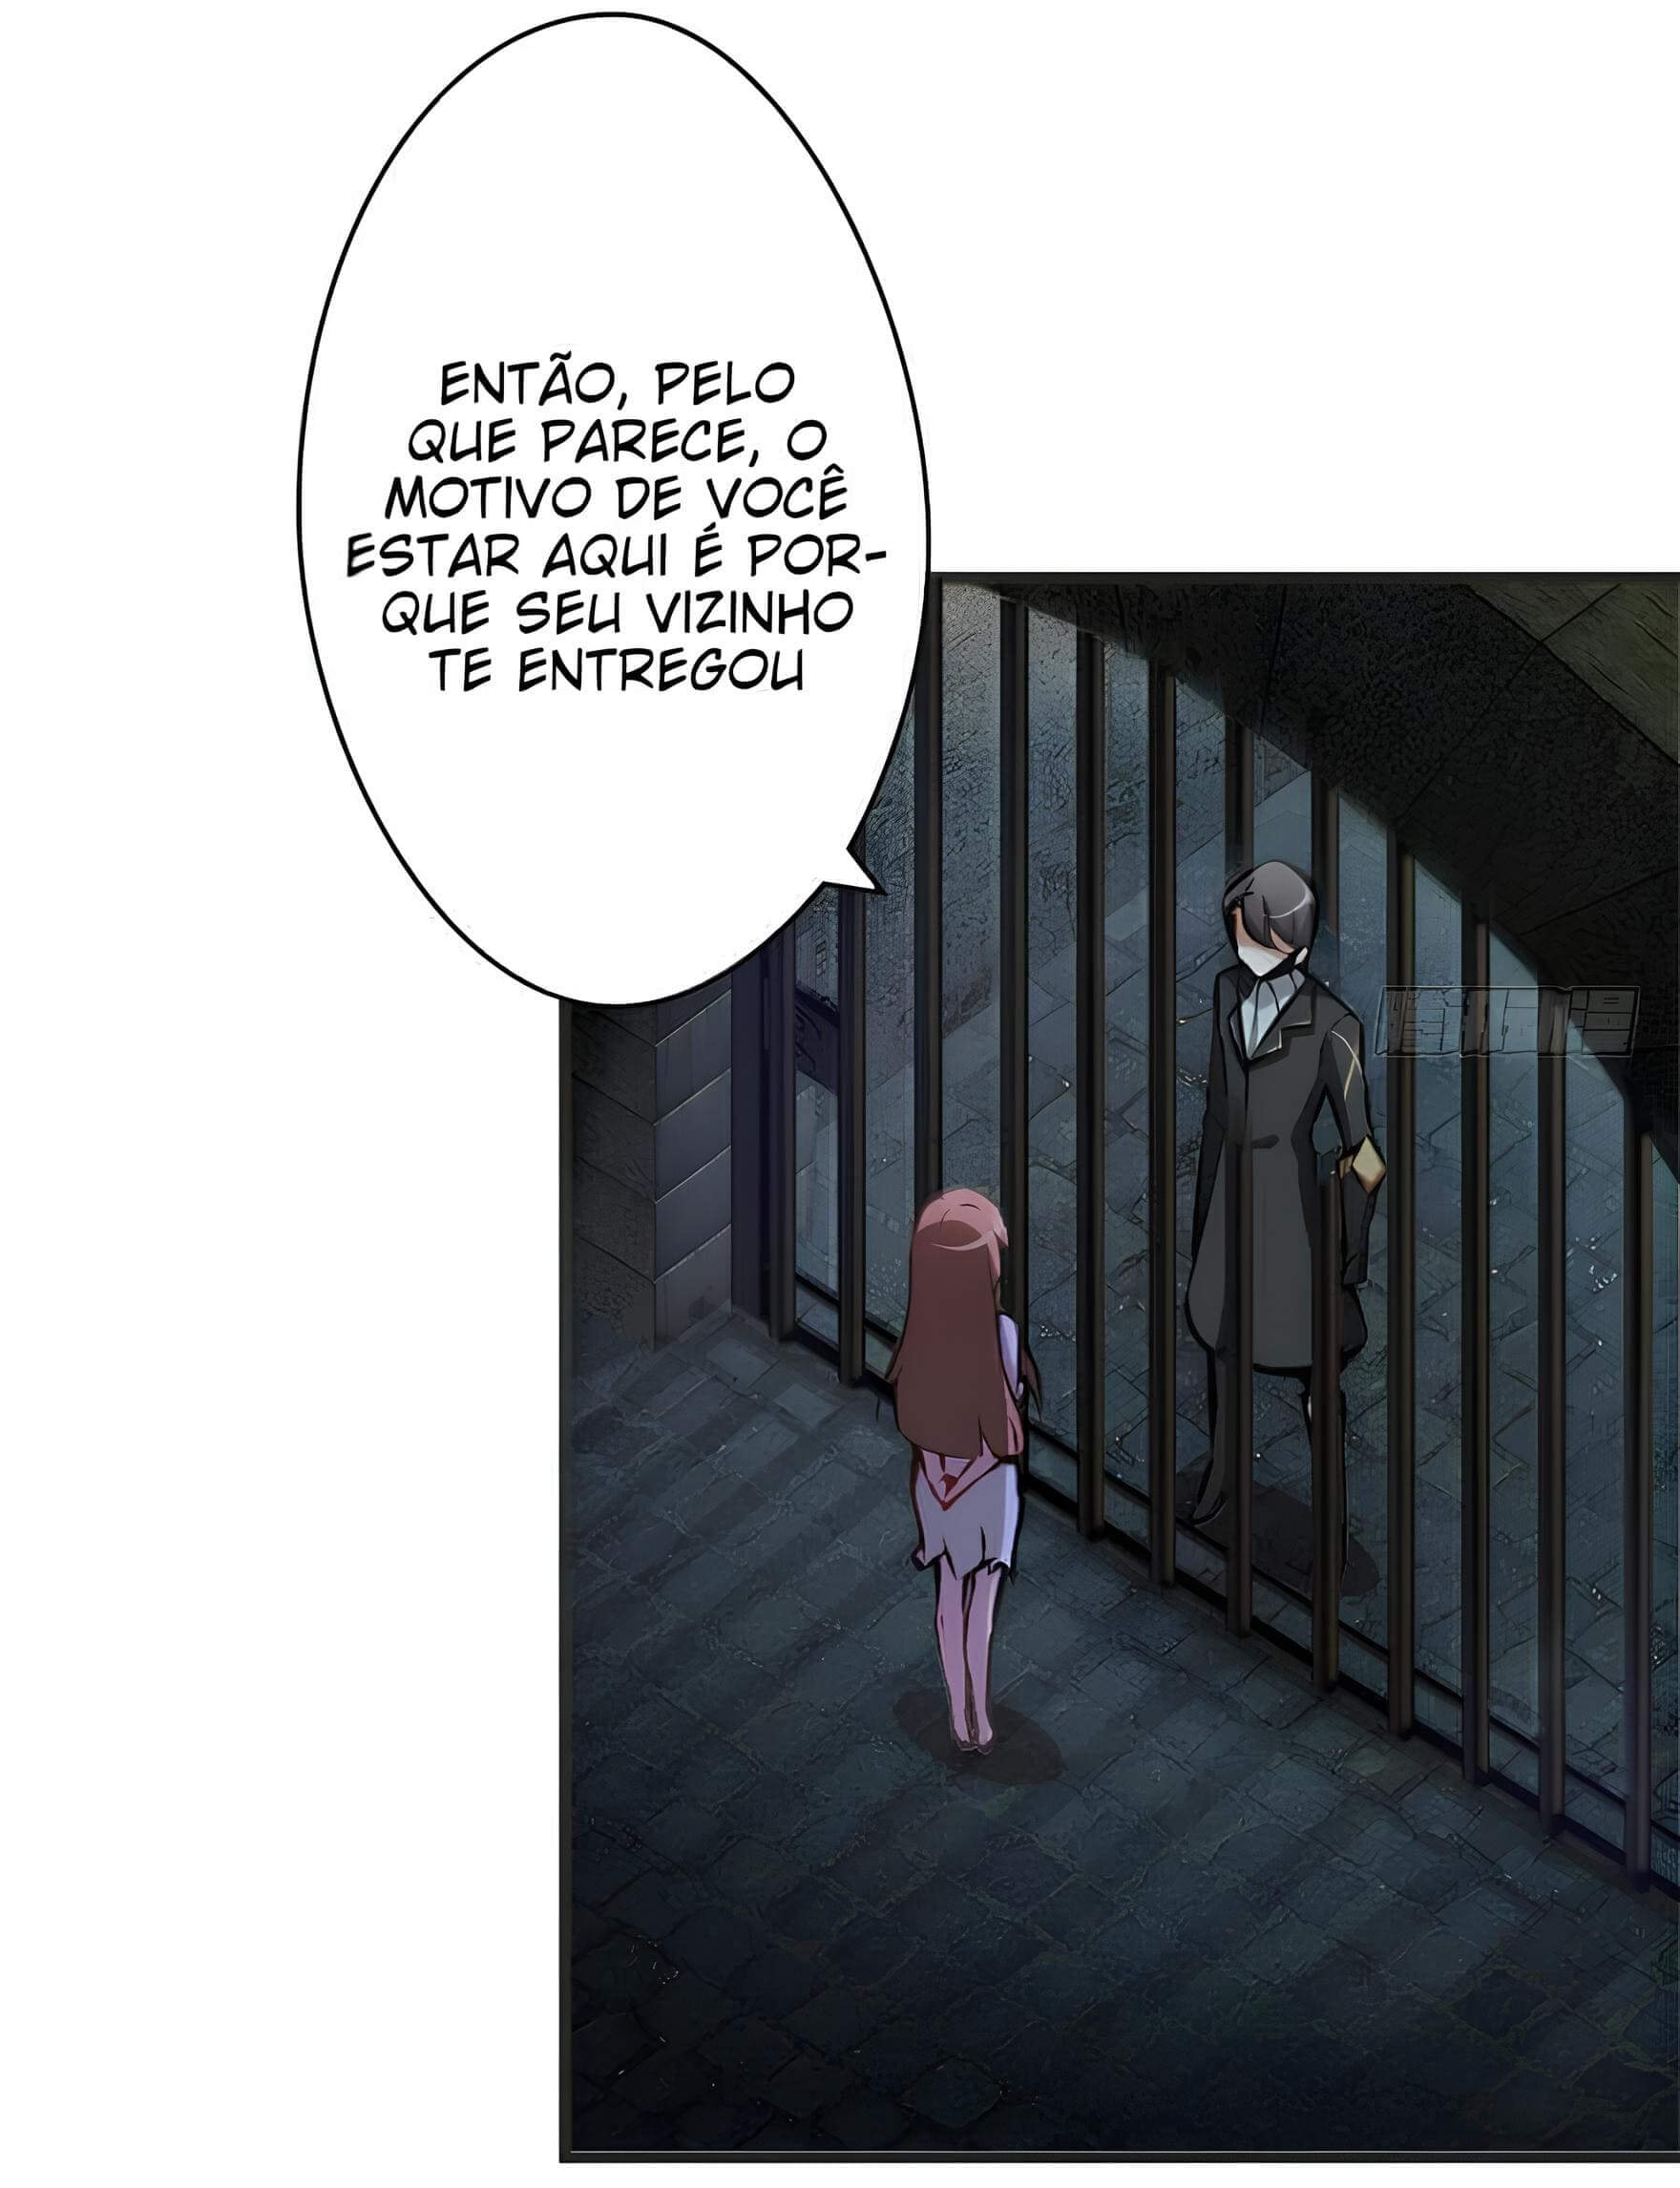 ENTÃO, PELO
QUE PARECE, O
MOTIVO DE VOCÊ
ESTAR AQUI É POR-
QUE SEU VIZINHO
TE ENTREGOU